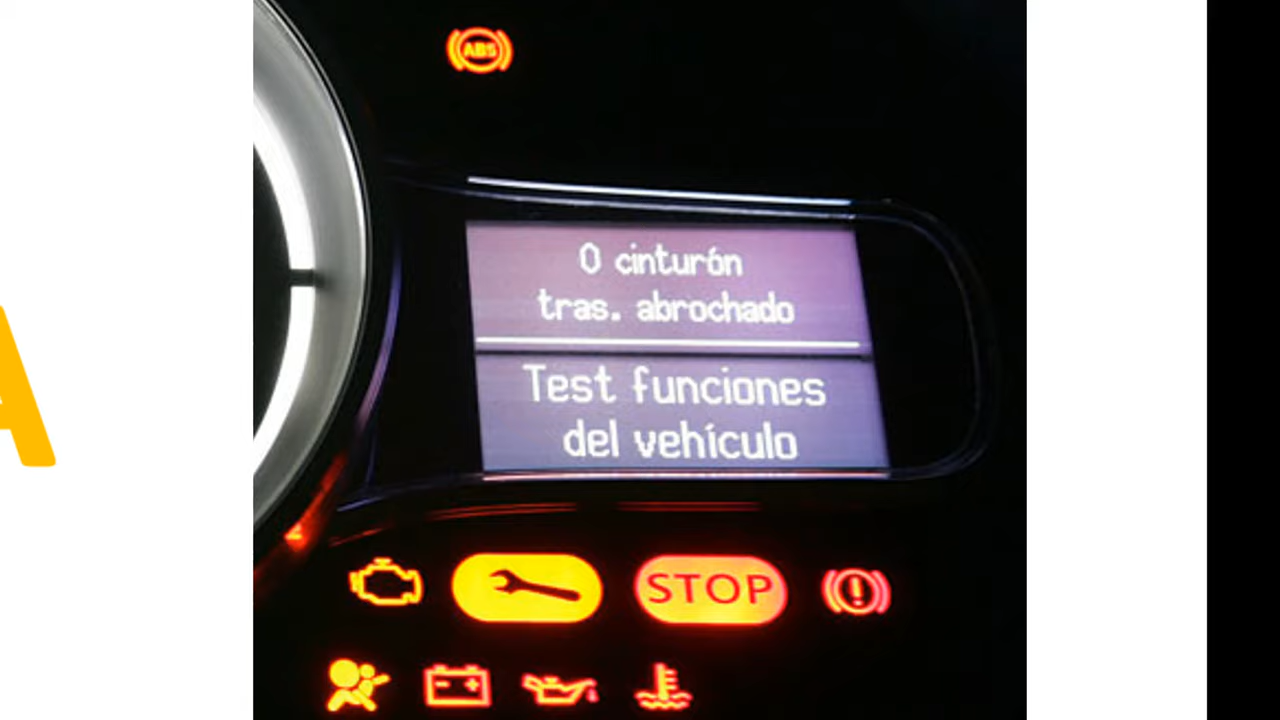 ABS
0 cinturón
tras. abrochado
Test funciones
del vehículo
STOP
A